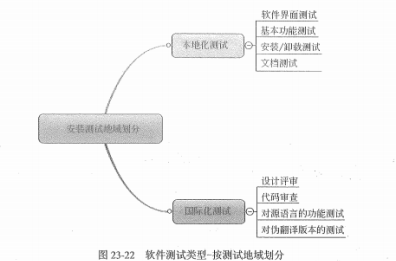 软件界面测试
基本功能测试
本地化测试
安装/卸载测试
文档测试
安装测试地域划分
设计评审
代码审查
国际化测试
对源语言的功能测试
对伪翻译版本的测试
图 23-22 软件测试类型-按测试地域划分